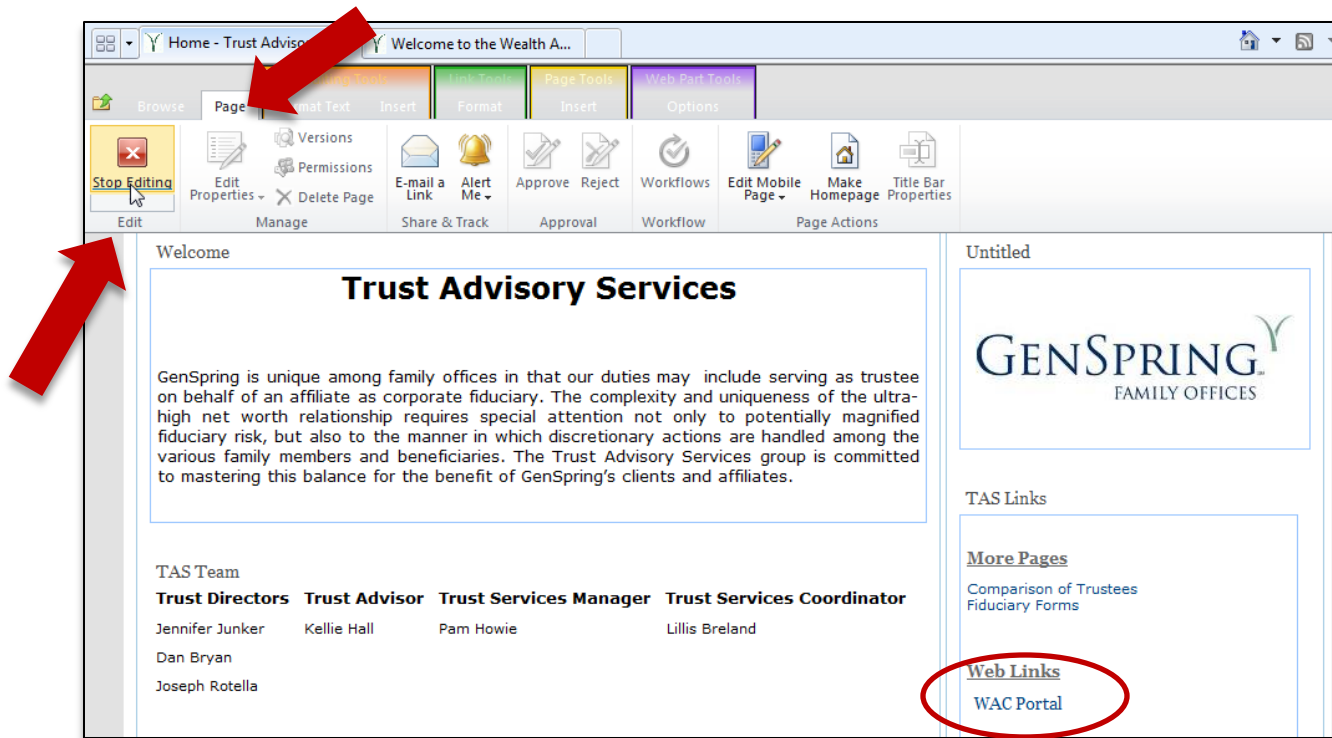 Home - Trust Adviso
Welcome to the Wealth A...
Link Tools
Page Tools
Web Part Tools
Browse
Page
mat Text
Insert
Format
Insert
Options
Stop Editing
Edit
Edit
Properties
Versions
Permissions
Delete Page
Manage
E-mail a
Link
Alert
Me
Share & Track
Approve
Reject
Approval
Workflows
Workflow
Edit Mobile
Page
Make
Homepage
Title Bar
Properties
Page Actions
Welcome
Trust Advisory Services
GenSpring is unique among family offices in that our duties may include serving as trustee
on behalf of an affiliate as corporate fiduciary. The complexity and uniqueness of the ultra-
high net worth relationship requires special attention not only to potentially magnified
fiduciary risk, but also to the manner in which discretionary actions are handled among the
various family members and beneficiaries. The Trust Advisory Services group is committed
to mastering this balance for the benefit of GenSpring’s clients and affiliates.
TAS Team
Trust Directors Trust Advisor Trust Services Manager Trust Services Coordinator
Jennifer Junker Kellie Hall Pam Howie Lillis Breland
Dan Bryan
Joseph Rotella
Untitled
GENSPRING
FAMILY OFFICES
TAS Links
More Pages
Comparison of Trustees
Fiduciary Forms
Web Links
WAC Portal